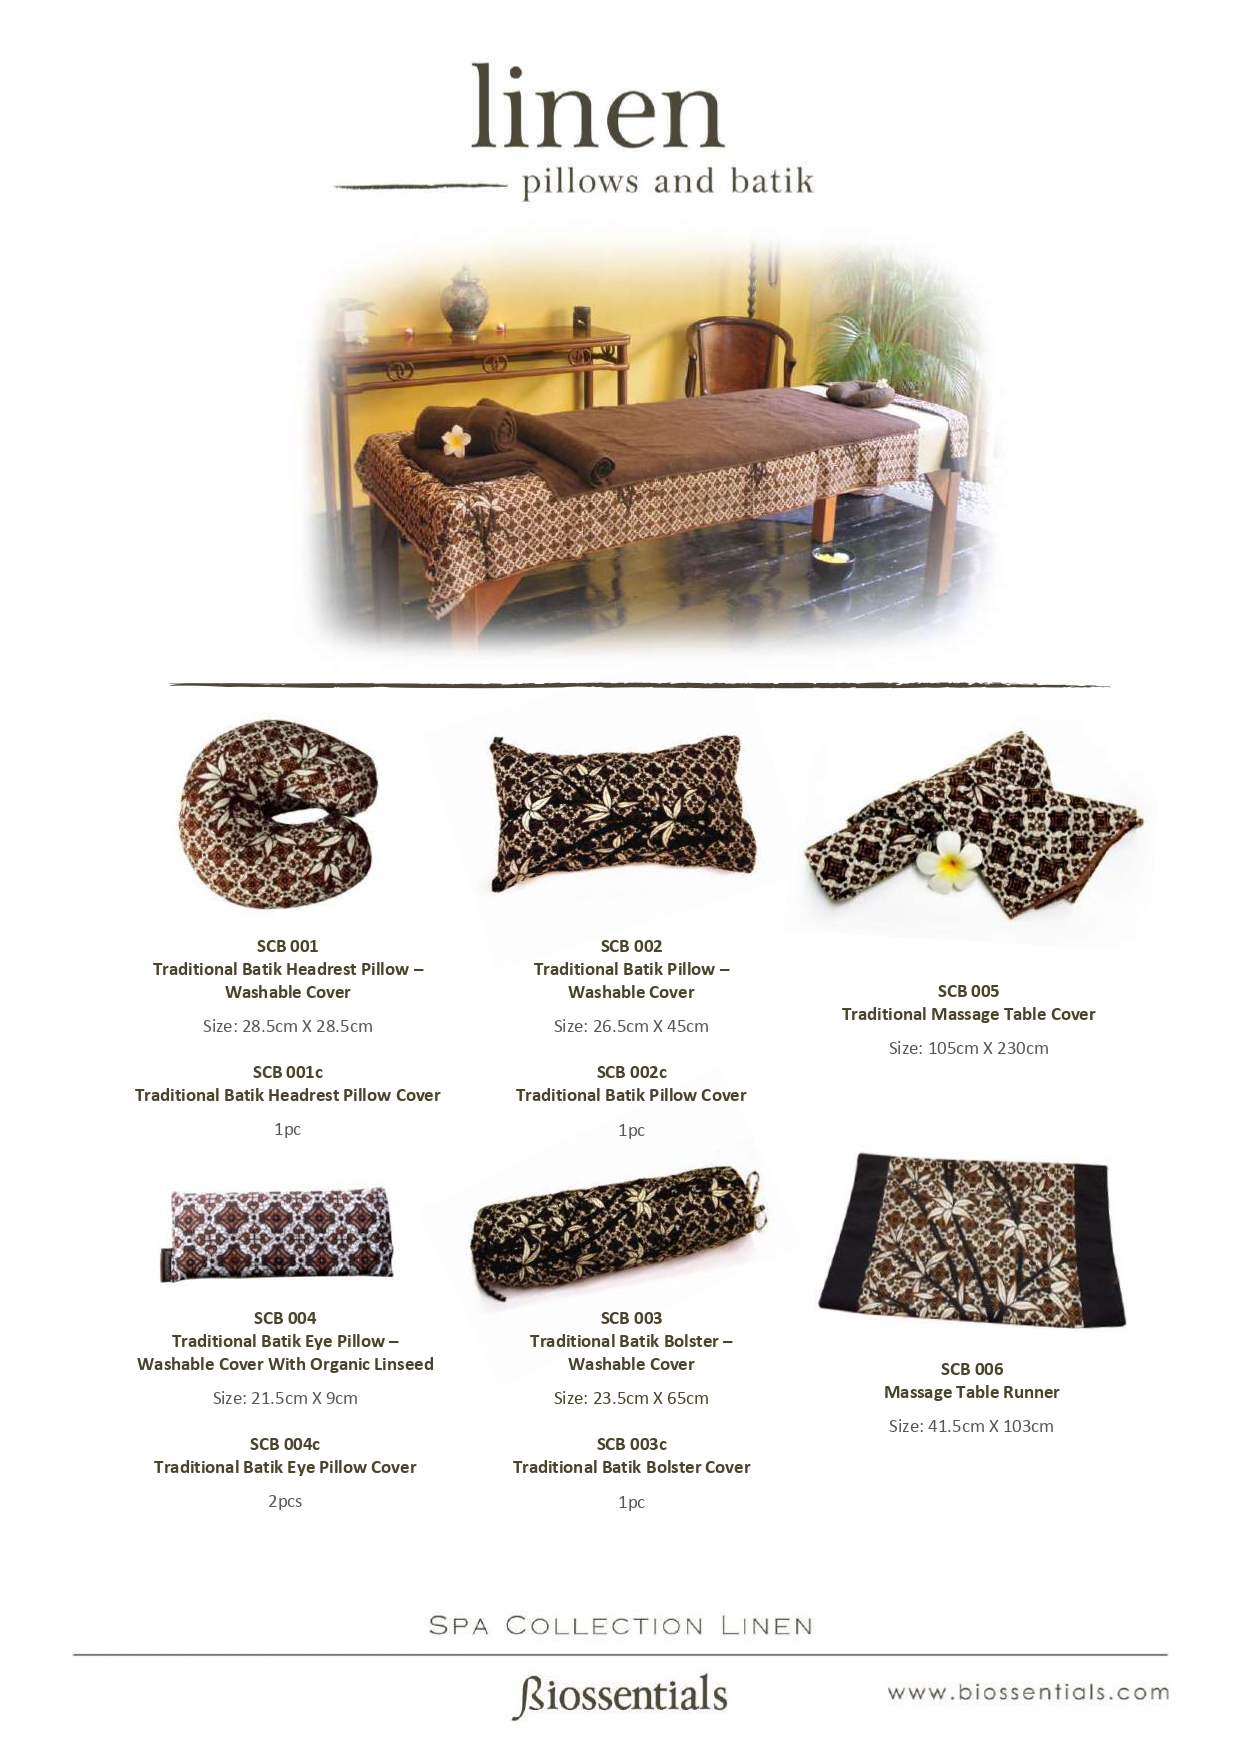 linen
pillows and batik
SCB 001
Traditional Batik Headrest Pillow –
Washable Cover
Size: 28.5cm X 28.5cm
SCB 001c
Traditional Batik Headrest Pillow Cover
1pc
SCB 002
Traditional Batik Pillow –
Washable Cover
Size: 26.5cm X 45cm
SCB 002c
Traditional Batik Pillow Cover
1pc
SCB 005
Traditional Massage Table Cover
Size: 105cm X 230cm
SCB 004
Traditional Batik Eye Pillow –
Washable Cover With Organic Linseed
Size: 21.5cm X 9cm
SCB 004c
Traditional Batik Eye Pillow Cover
2pcs
SCB 003
Traditional Batik Bolster –
Washable Cover
Size: 23.5cm X 65cm
SCB 003c
Traditional Batik Bolster Cover
1pc
SCB 006
Massage Table Runner
Size: 41.5cm X 103cm
Spa Collection Linen
ßiossentials
www.biossentials.com